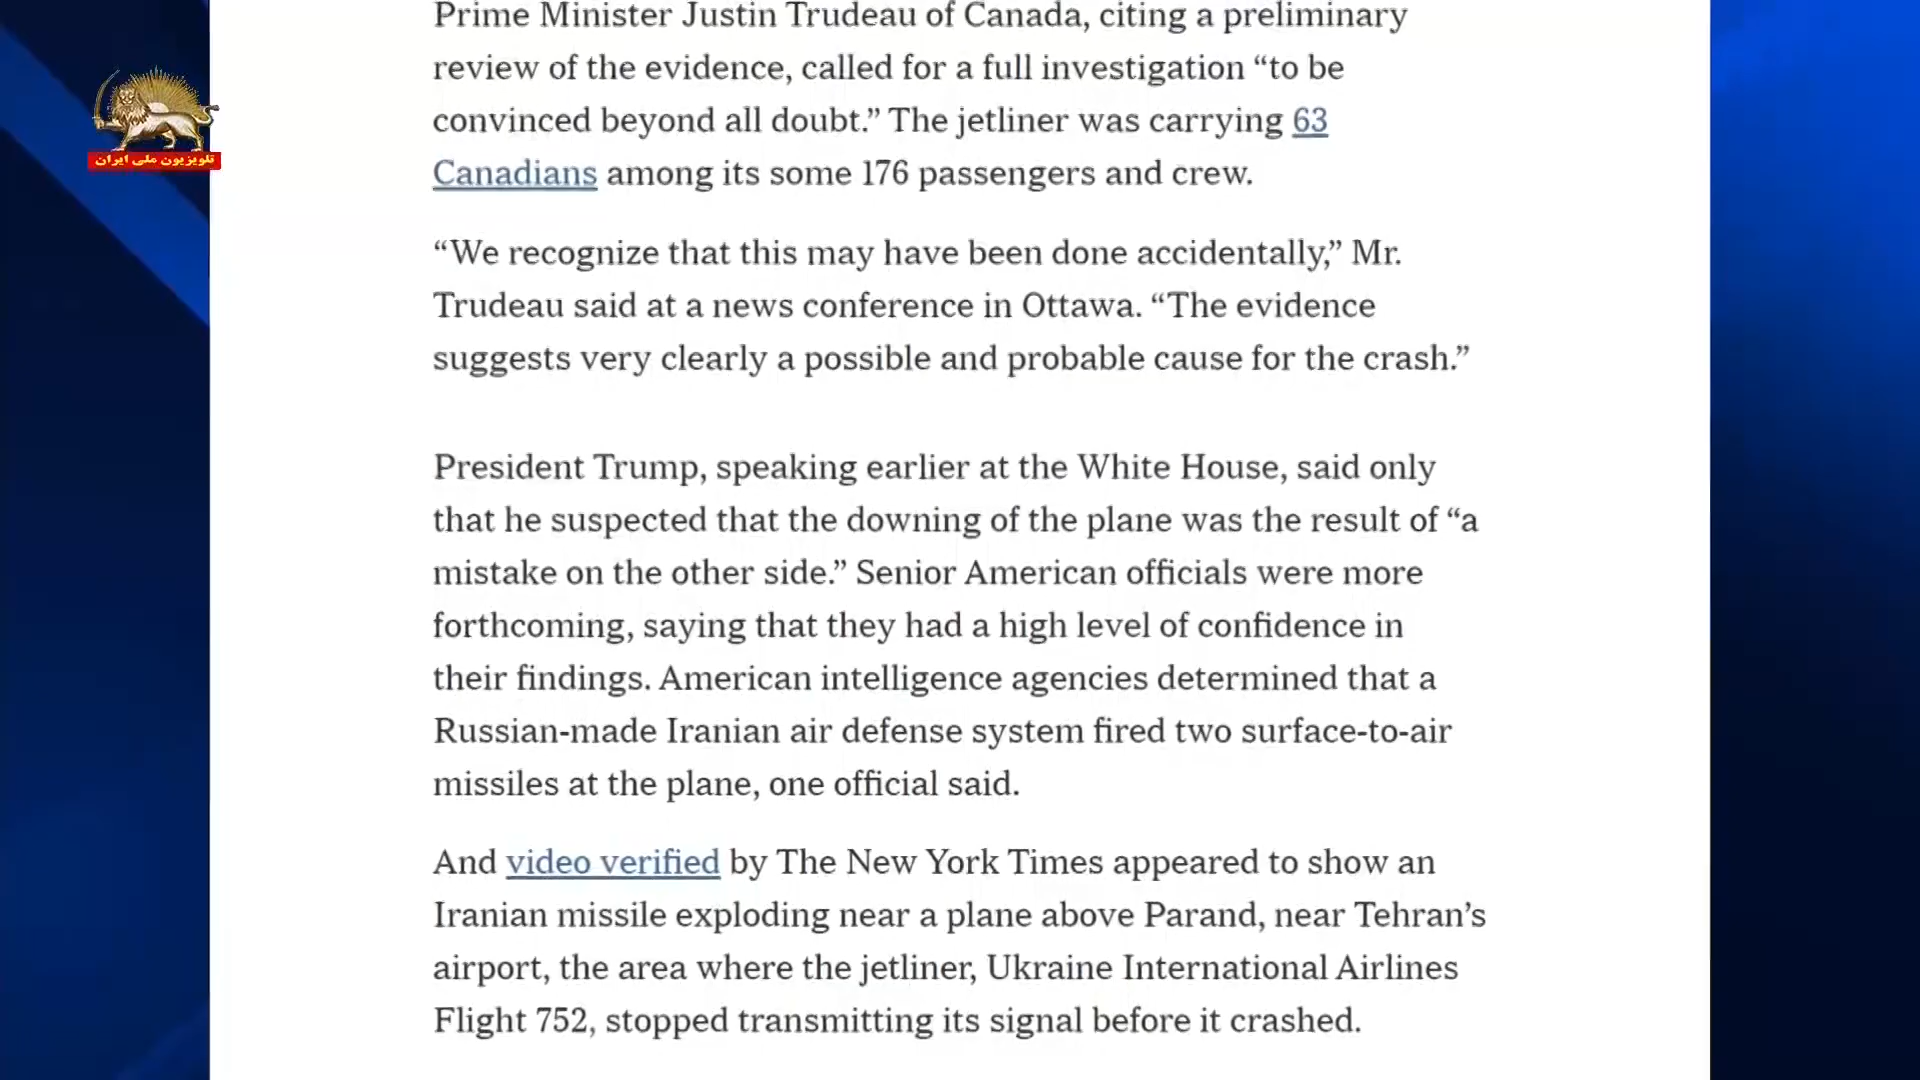 Prime Minister Justin Trudeau of Canada, citing a preliminary
review of the evidence, called for a full investigation “to be
convinced beyond all doubt.” The jetliner was carrying 63
Canadians among its some 176 passengers and crew.
“We recognize that this may have been done accidentally,” Mr.
Trudeau said at a news conference in Ottawa. “The evidence
suggests very clearly a possible and probable cause for the crash.”
President Trump, speaking earlier at the White House, said only
that he suspected that the downing of the plane was the result of “a
mistake on the other side.” Senior American officials were more
forthcoming, saying that they had a high level of confidence in
their findings. American intelligence agencies determined that a
Russian-made Iranian air defense system fired two surface-to-air
missiles at the plane, one official said.
And video verified by The New York Times appeared to show an
Iranian missile exploding near a plane above Parand, near Tehran’s
airport, the area where the jetliner, Ukraine International Airlines
Flight 752, stopped transmitting its signal before it crashed.
تلویزیون ملی ایران